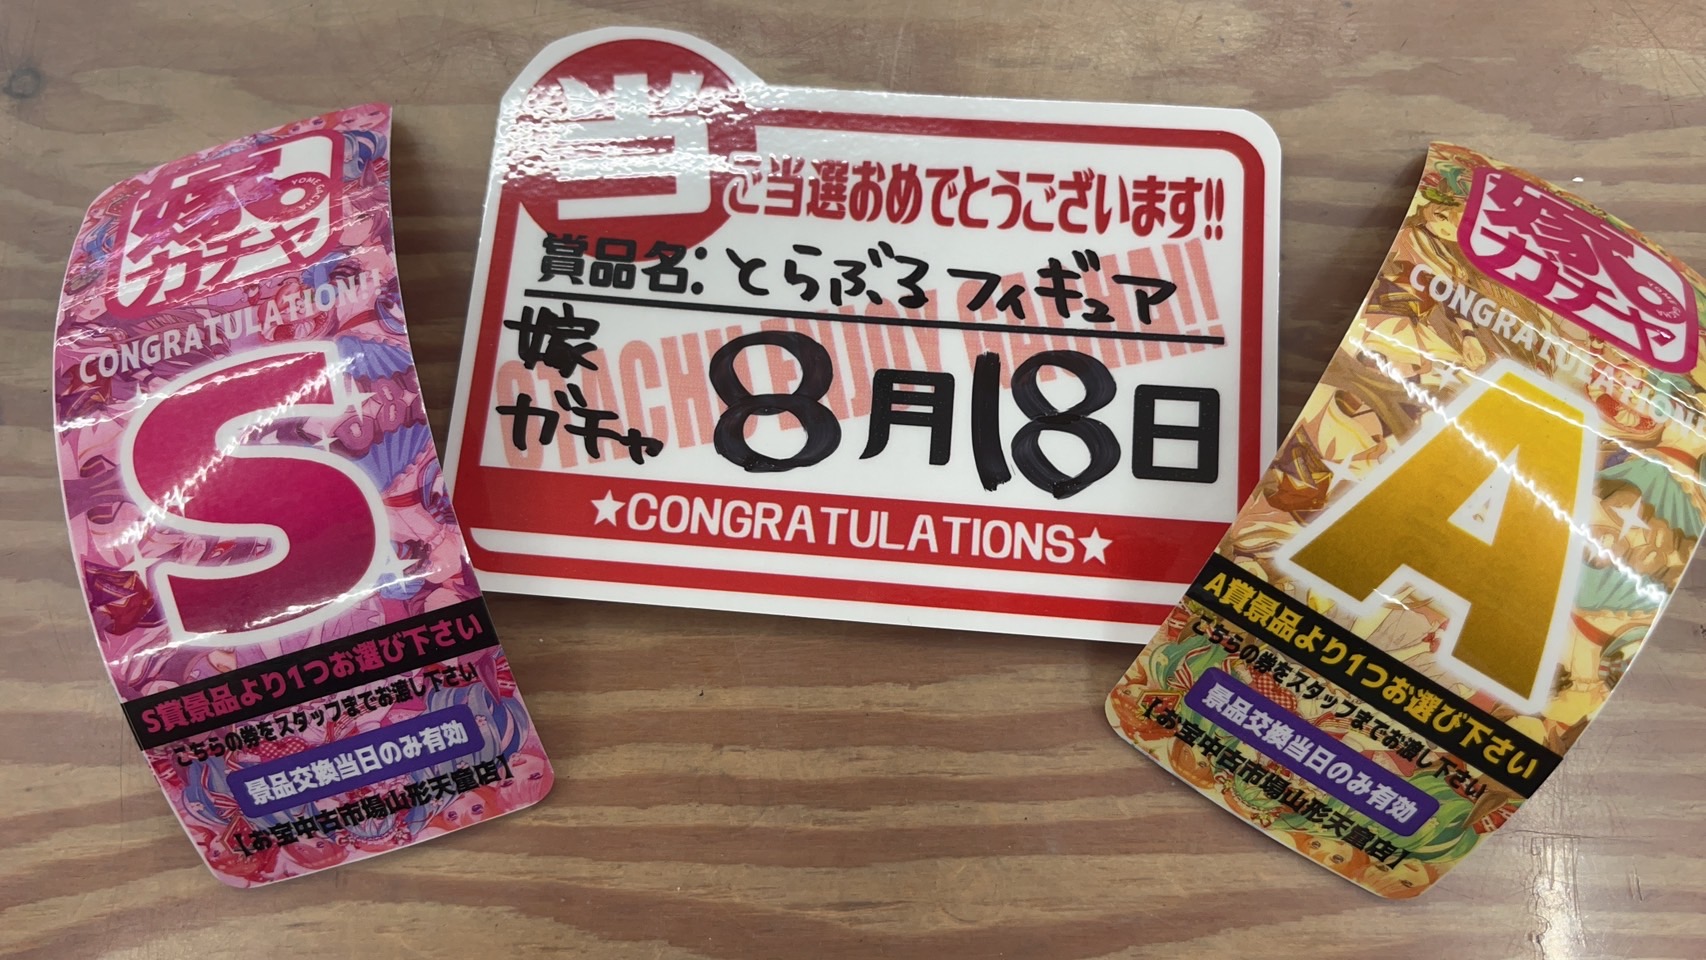 嫁。
YOME GACHA
ガチャ
CONGRATULATION!!
S
S賞景品より1つお選び下さい
こちらの券をスタッフまでお渡し下さい
景品交換当日のみ有効
【お宝中古市場山形天童店】
当
ご当選おめでとうございます!!
賞品名:とらぶるフィギュア
嫁
ガチャ
8月18日
★CONGRATULATIONS★
嫁。
ガチャ
CONGRATULATION!!
A
A賞景品より1つお選び下さい
こちらの券をスタッフまでお渡し下さい
景品交換当日のみ有効
【お宝中古市場山形天童店】